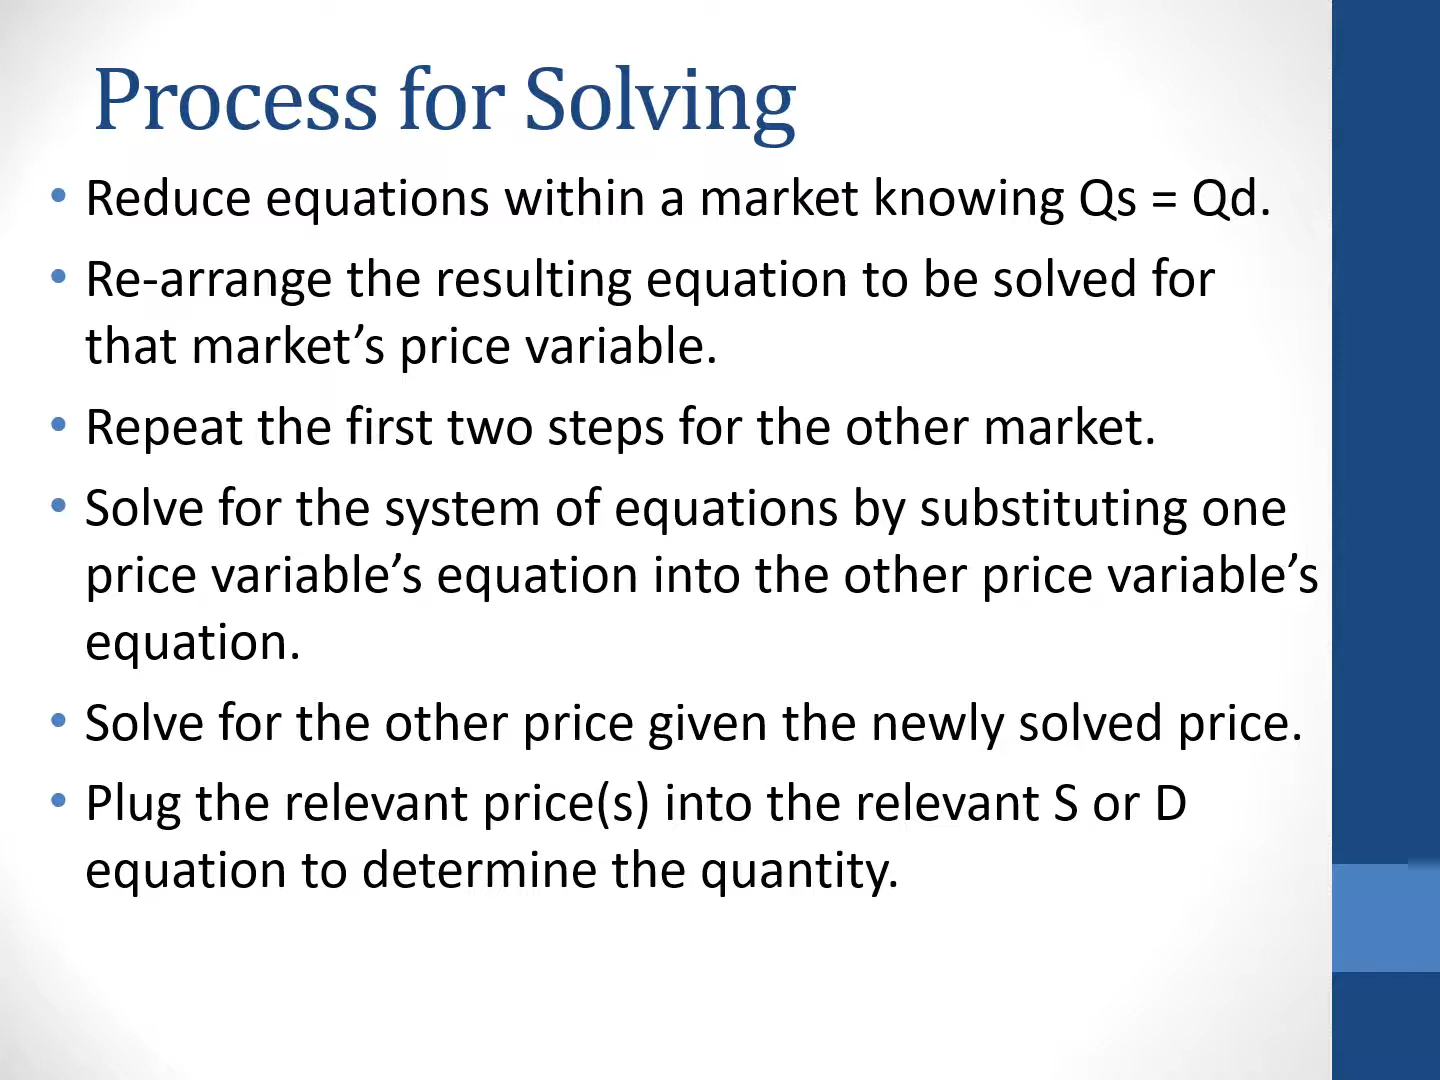 Process for Solving
• Reduce equations within a market knowing Qs = Qd.
• Re-arrange the resulting equation to be solved for
that market’s price variable.
• Repeat the first two steps for the other market.
• Solve for the system of equations by substituting one
price variable’s equation into the other price variable’s
equation.
• Solve for the other price given the newly solved price.
• Plug the relevant price(s) into the relevant S or D
equation to determine the quantity.